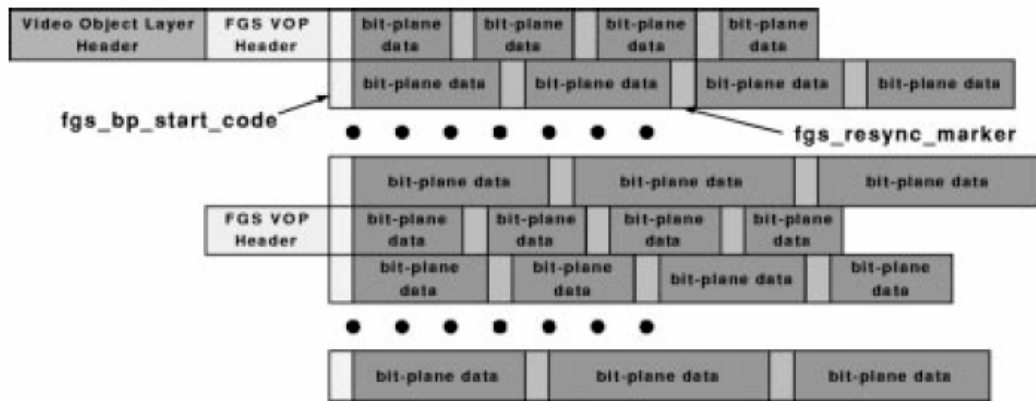 Video Object Layer Header
FGS VOP Header
bit-plane data
bit-plane data
bit-plane data
bit-plane data
bit-plane data
bit-plane data
bit-plane data
bit-plane data
fgs_bp_start_code
fgs_resync_marker
bit-plane data
bit-plane data
bit-plane data
FGS VOP Header
bit-plane data
bit-plane data
bit-plane data
bit-plane data
bit-plane data
bit-plane data
bit-plane data
bit-plane data
bit-plane data
bit-plane data
bit-plane data